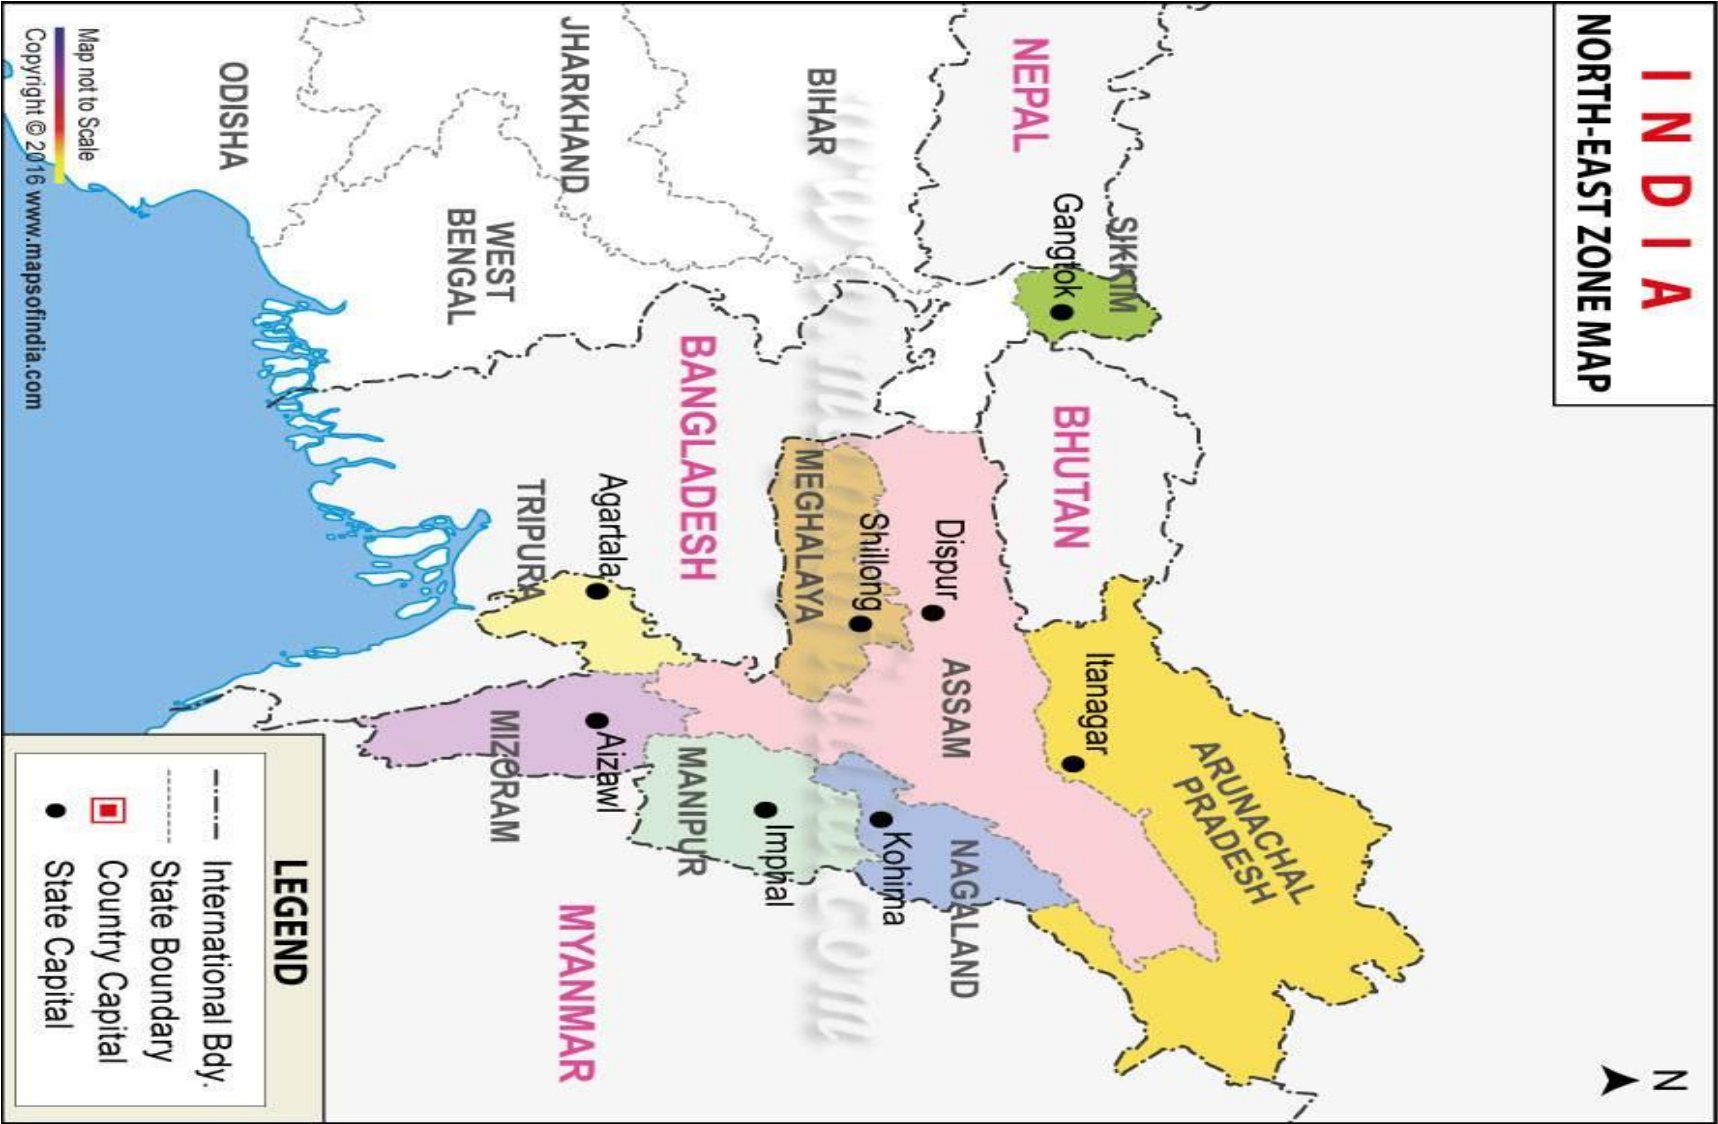 I N D I A
NORTH-EAST ZONE MAP
N
NEPAL
SIKKIM
Gangtok
BHUTAN
ARUNACHAL
PRADESH
Itanagar
BIHAR
ASSAM
Dispur
NAGALAND
Shillong
Kohima
MEGHALAYA
Imphal
MANIPUR
BANGLADESH
JHARKHAND
Agartala
Aizawl
TRIPURA
MIZORAM
MYANMAR
WEST
BENGAL
ODISHA
LEGEND
International Bdy.
State Boundary
Country Capital
State Capital
Map not to Scale
Copyright © 2016 www.mapsofindia.com